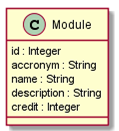 C Module
id : Integer
accronym : String
name : String
description : String
credit : Integer